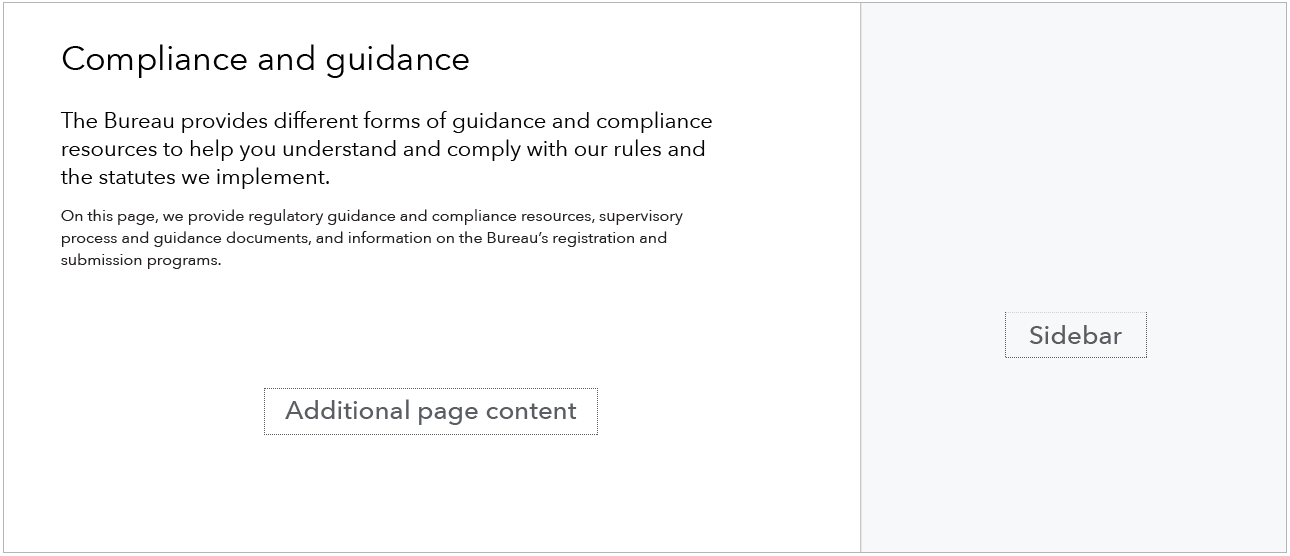 Compliance and guidance
The Bureau provides different forms of guidance and compliance
resources to help you understand and comply with our rules and
the statutes we implement.
On this page, we provide regulatory guidance and compliance resources, supervisory
process and guidance documents, and information on the Bureau’s registration and
submission programs.
Additional page content
Sidebar